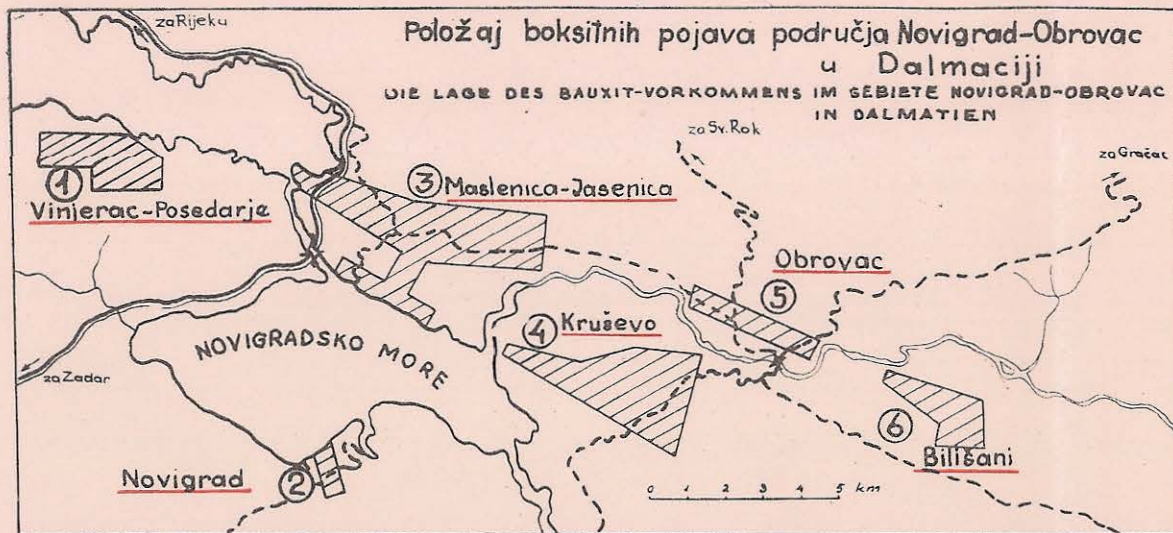 Položaj boksitnih pojava područja Novigrad-Obrovac
u Dalmaciji
DIE LAGE DES BAUXIT-VORKOMMENS IM GEBIETE NOVIGRAD-OBROVAC
IN DALMATIEN
za Rijeku
za Sv. Rok
za Gračac
1
Vinjerac-Posedarje
3 Maslenica-Jasenica
Obrovac
5
4 Kruševo
NOVIGRADSKO MORE
za Zadar
6
Bilišani
Novigrad 2
0 1 2 3 4 5 km